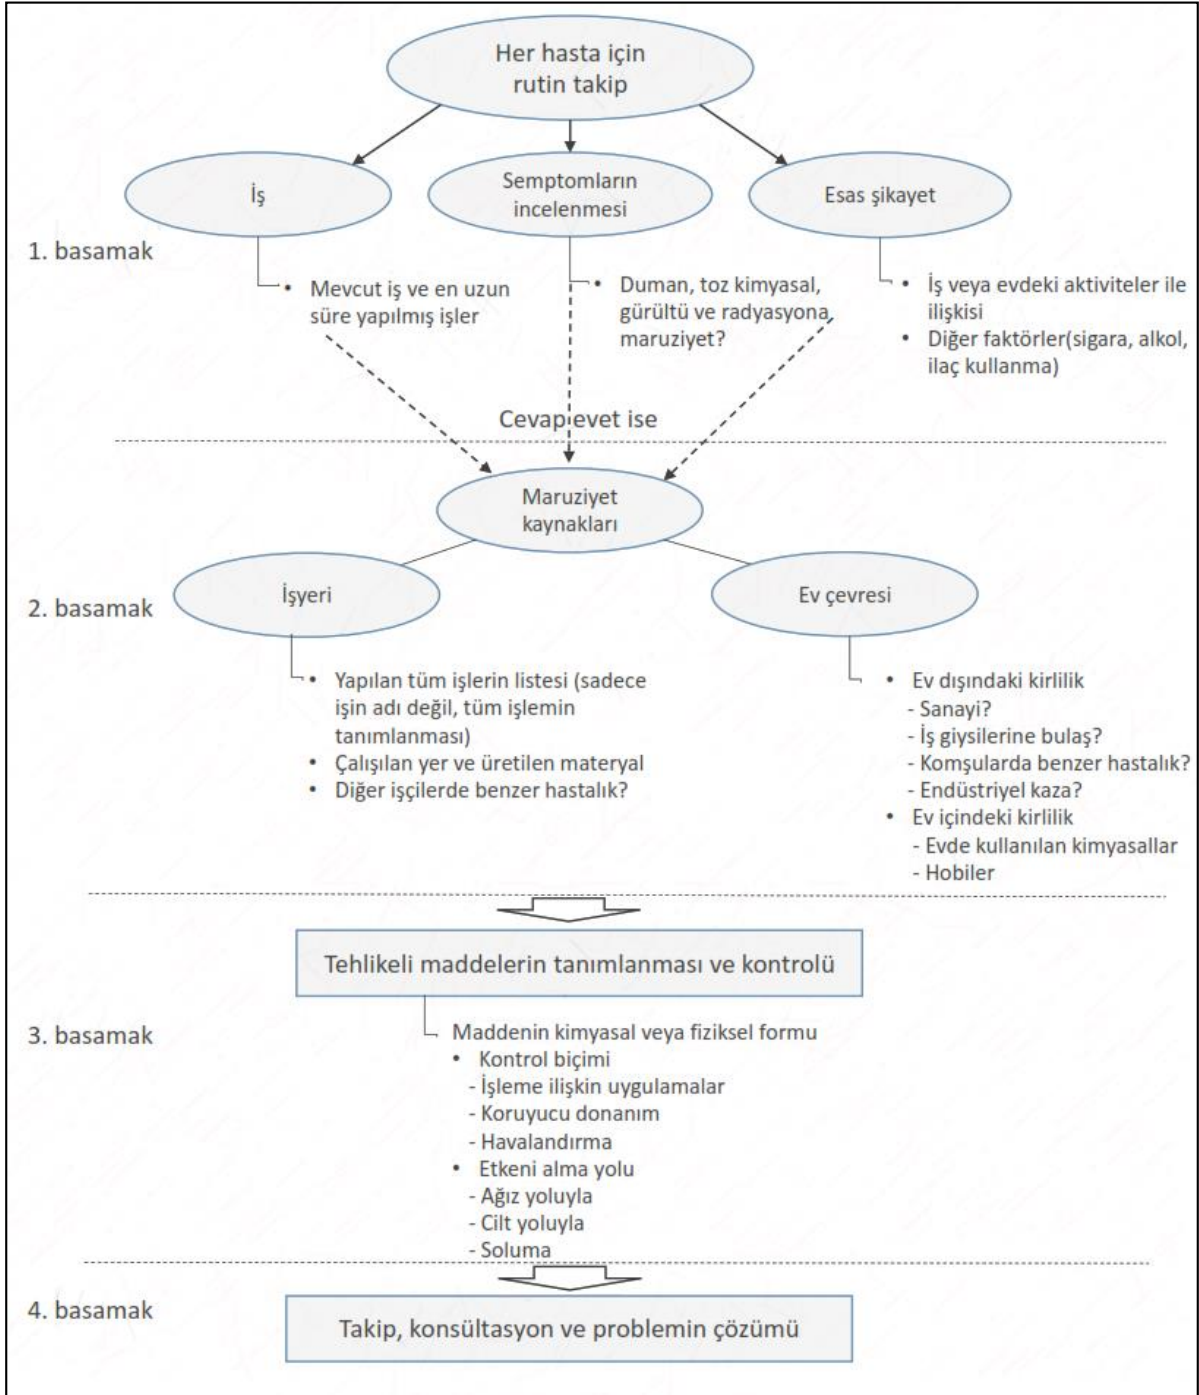 Her hasta için
rutin takip
İş
Semptomların
incelenmesi
Esas şikayet
1. basamak
• Mevcut iş ve en uzun
süre yapılmış işler
• Duman, toz kimyasal,
gürültü ve radyasyona
maruziyet?
• İş veya evdeki aktiviteler ile
ilişkisi
• Diğer faktörler(sigara, alkol,
ilaç kullanma)
Cevap evet ise
Maruziyet
kaynakları
2. basamak
İşyeri
Ev çevresi
• Yapılan tüm işlerin listesi (sadece
işin adı değil, tüm işlemin
tanımlanması)
• Çalışılan yer ve üretilen materyal
• Diğer işçilerde benzer hastalık?
• Ev dışındaki kirlilik
- Sanayi?
- İş giysilerine bulaş?
- Komşularda benzer hastalık?
- Endüstriyel kaza?
• Ev içindeki kirlilik
- Evde kullanılan kimyasallar
- Hobiler
Tehlikeli maddelerin tanımlanması ve kontrolü
3. basamak
Maddenin kimyasal veya fiziksel formu
• Kontrol biçimi
- İşleme ilişkin uygulamalar
- Koruyucu donanım
- Havalandırma
• Etkeni alma yolu
- Ağız yoluyla
- Cilt yoluyla
- Soluma
4. basamak
Takip, konsültasyon ve problemin çözümü